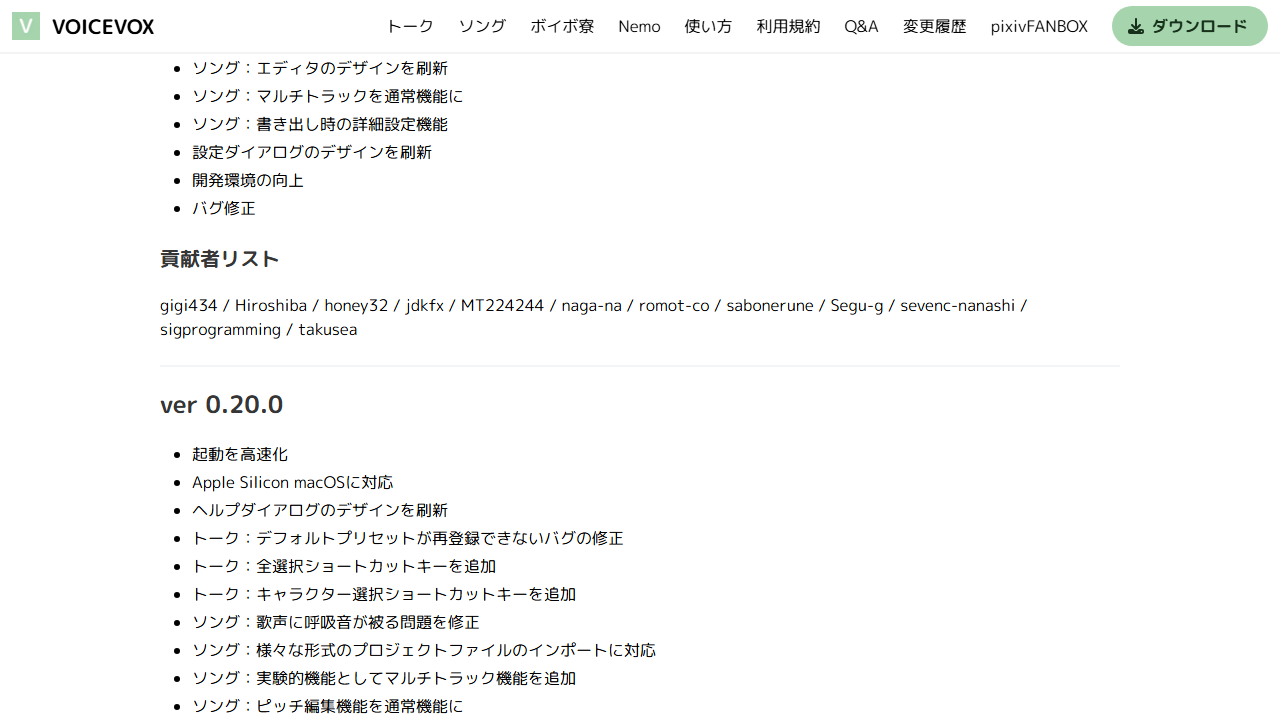 V VOICEVOX トーク ソング ボイボ寮 Nemo 使い方 利用規約 Q&A 変更履歴 pixivFANBOX ダウンロード
ソング：エディタのデザインを刷新
ソング：マルチトラックを通常機能に
ソング：書き出し時の詳細設定機能
設定ダイアログのデザインを刷新
開発環境の向上
バグ修正
貢献者リスト
gigi434 / Hiroshiba / honey32 / jdkfx / MT224244 / naga-na / romot-co / sabonerune / Segu-g / sevenc-nanashi /
sigprogramming / takusea
ver 0.20.0
起動を高速化
Apple Silicon macOSに対応
ヘルプダイアログのデザインを刷新
トーク：デフォルトプリセットが再登録できないバグの修正
トーク：全選択ショートカットキーを追加
トーク：キャラクター選択ショートカットキーを追加
ソング：歌声に呼吸音が被る問題を修正
ソング：様々な形式のプロジェクトファイルのインポートに対応
ソング：実験的機能としてマルチトラック機能を追加
ソング：ピッチ編集機能を通常機能に